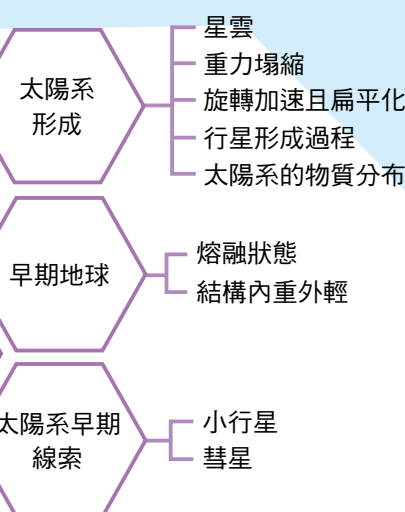 太陽系
形成
星雲
重力塌縮
旋轉加速且扁平化
行星形成過程
太陽系的物質分布
早期地球
熔融狀態
結構內重外輕
太陽系早期
線索
小行星
彗星